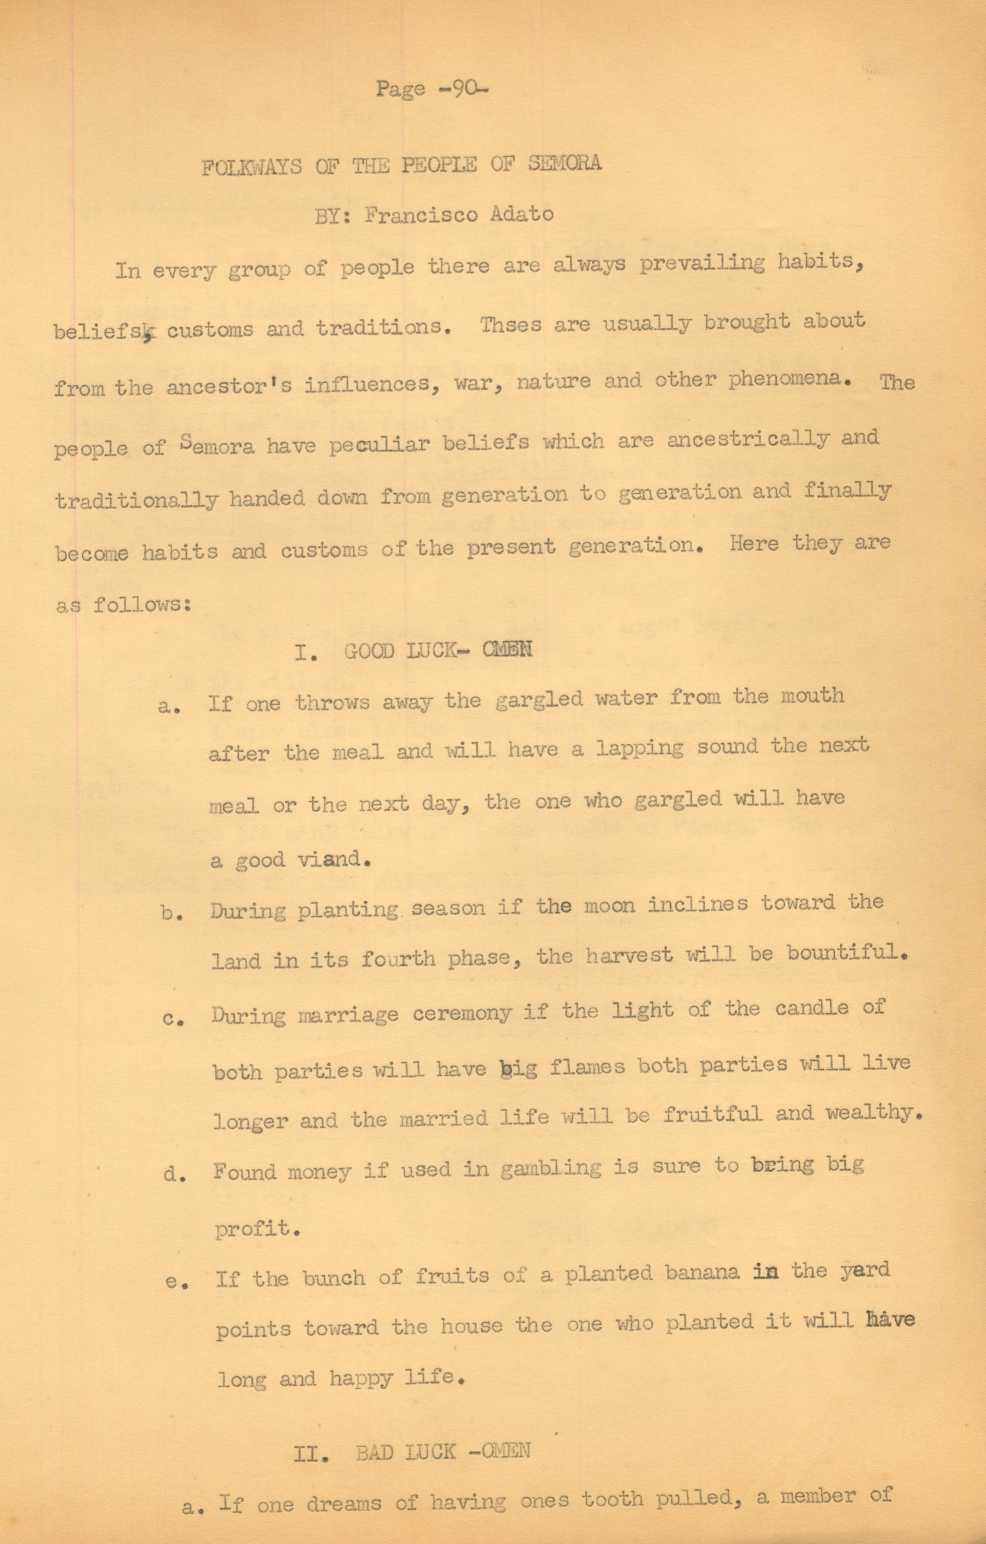 Page -90-
FOLKWAYS OF THE PEOPLE OF SEMORA
BY: Francisco Adato
In every group of people there are always prevailing habits,
beliefs, customs and traditions. Thses are usually brought about
from the ancestor's influences, war, nature and other phenomena. The
people of Semora have peculiar beliefs which are ancestrically and
traditionally handed down from generation to generation and finally
become habits and customs of the present generation. Here they are
as follows:
I. GOOD LUCK- OMEN
a. If one throws away the gargled water from the mouth
after the meal and will have a lapping sound the next
meal or the next day, the one who gargled will have
a good viand.
b. During planting season if the moon inclines toward the
land in its fourth phase, the harvest will be bountiful.
c. During marriage ceremony if the light of the candle of
both parties will have big flames both parties will live
longer and the married life will be fruitful and wealthy.
d. Found money if used in gambling is sure to bring big
profit.
e. If the bunch of fruits of a planted banana in the yard
points toward the house the one who planted it will have
long and happy life.
II. BAD LUCK -OMEN
a. If one dreams of having ones tooth pulled, a member of